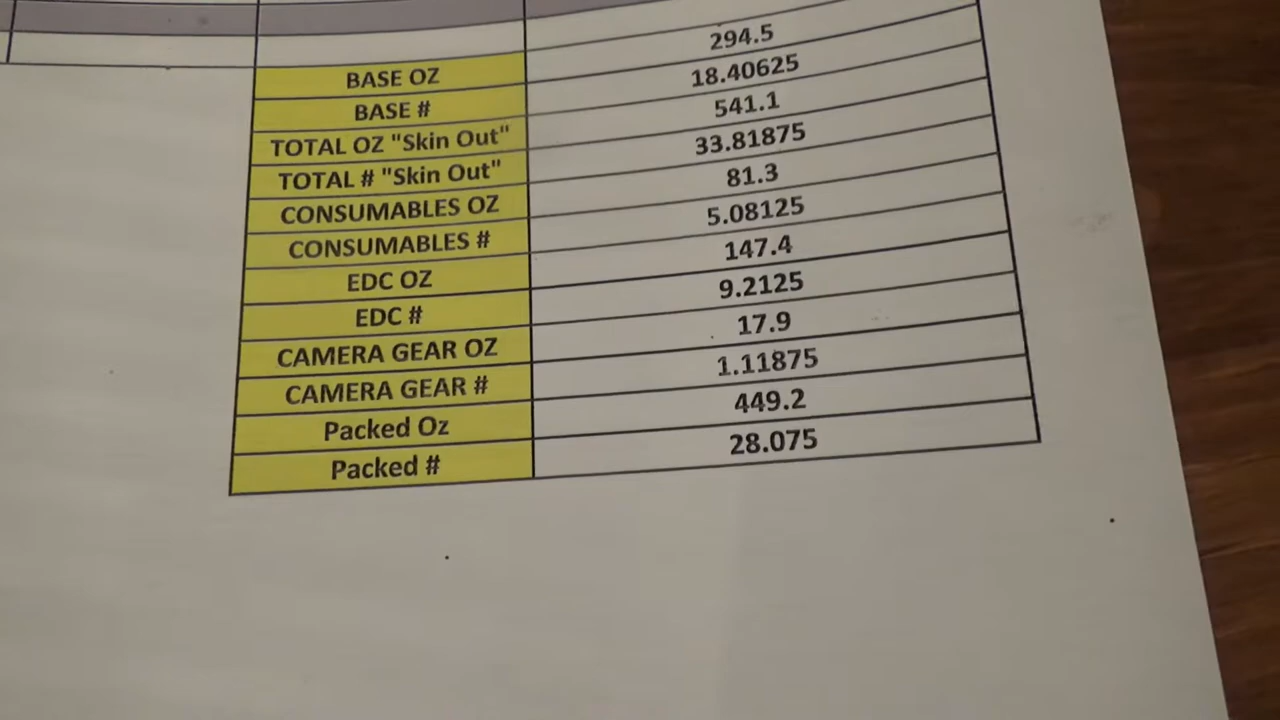 BASE OZ 294.5
BASE # 18.40625
TOTAL OZ "Skin Out" 541.1
TOTAL # "Skin Out" 33.81875
CONSUMABLES OZ 81.3
CONSUMABLES # 5.08125
EDC OZ 147.4
EDC # 9.2125
CAMERA GEAR OZ 17.9
CAMERA GEAR # 1.11875
Packed Oz 449.2
Packed # 28.075